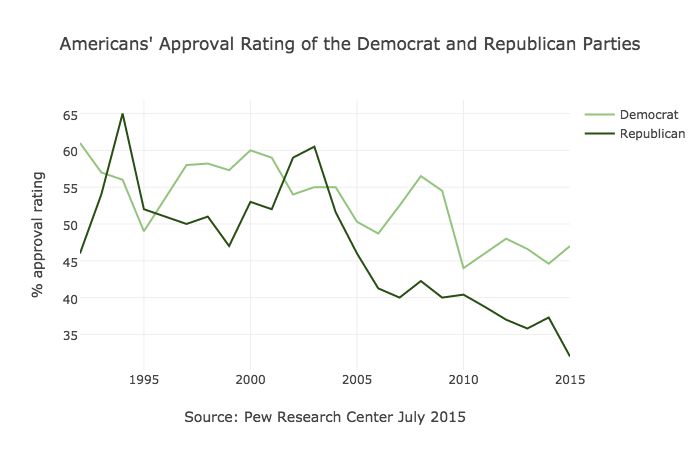 Americans' Approval Rating of the Democrat and Republican Parties
65
60
55
50
45
40
35
% approval rating
1995 2000 2005 2010 2015
Democrat
Republican
Source: Pew Research Center July 2015